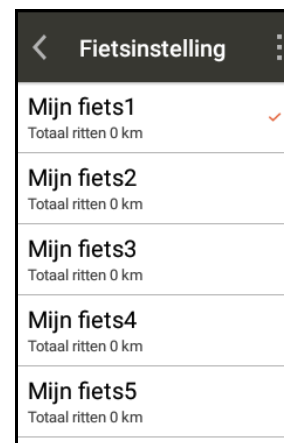 Fietsinstelling
Mijn fiets1
Totaal ritten 0 km
Mijn fiets2
Totaal ritten 0 km
Mijn fiets3
Totaal ritten 0 km
Mijn fiets4
Totaal ritten 0 km
Mijn fiets5
Totaal ritten 0 km